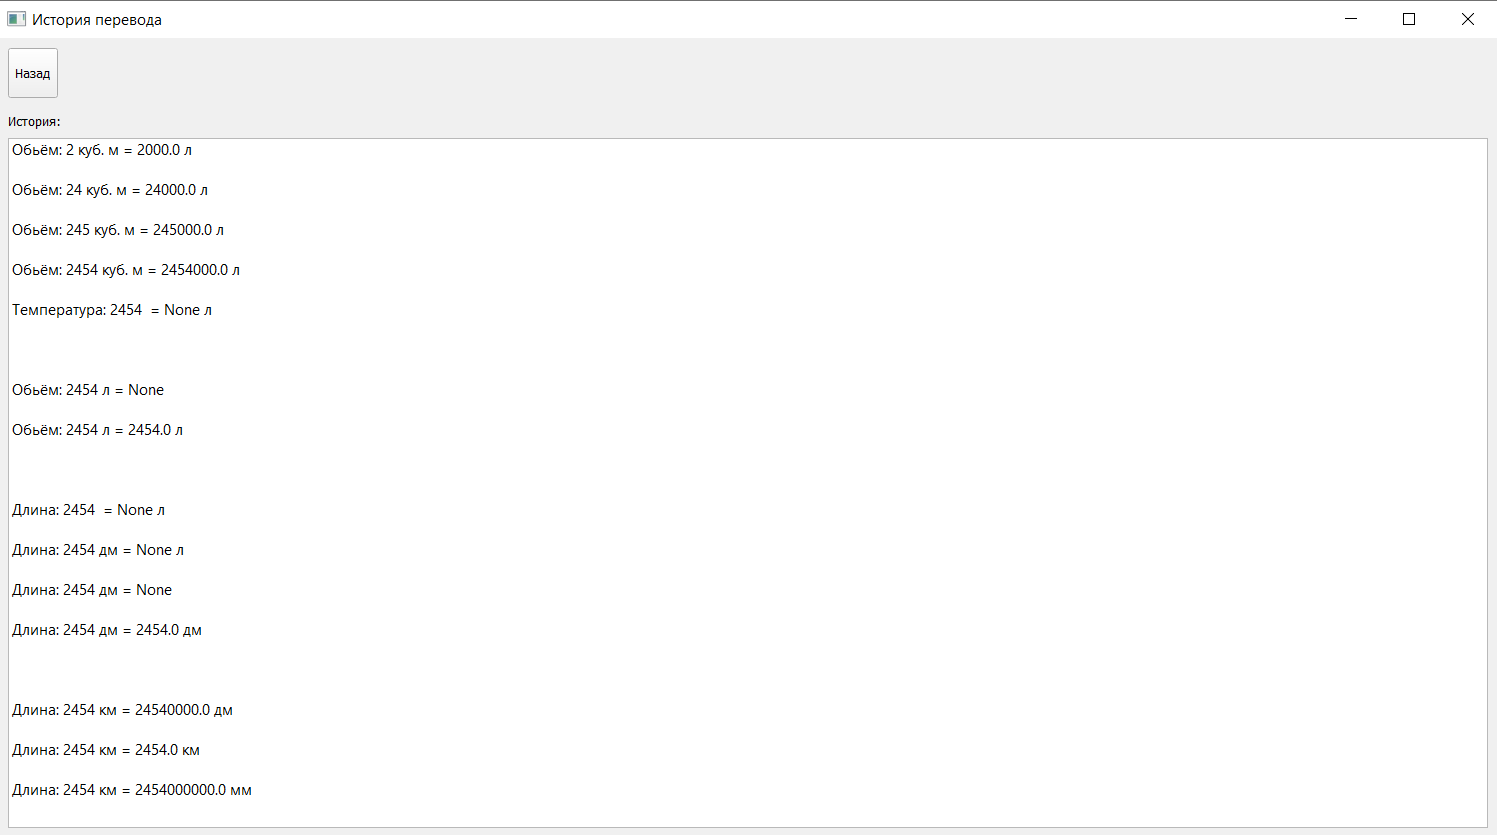 История перевода
Назад
История:
Обьём: 2 куб. м = 2000.0 л
Обьём: 24 куб. м = 24000.0 л
Обьём: 245 куб. м = 245000.0 л
Обьём: 2454 куб. м = 2454000.0 л
Температура: 2454  = None л
Обьём: 2454 л = None
Обьём: 2454 л = 2454.0 л
Длина: 2454  = None л
Длина: 2454 дм = None л
Длина: 2454 дм = None
Длина: 2454 дм = 2454.0 дм
Длина: 2454 км = 24540000.0 дм
Длина: 2454 км = 2454.0 км
Длина: 2454 км = 2454000000.0 мм